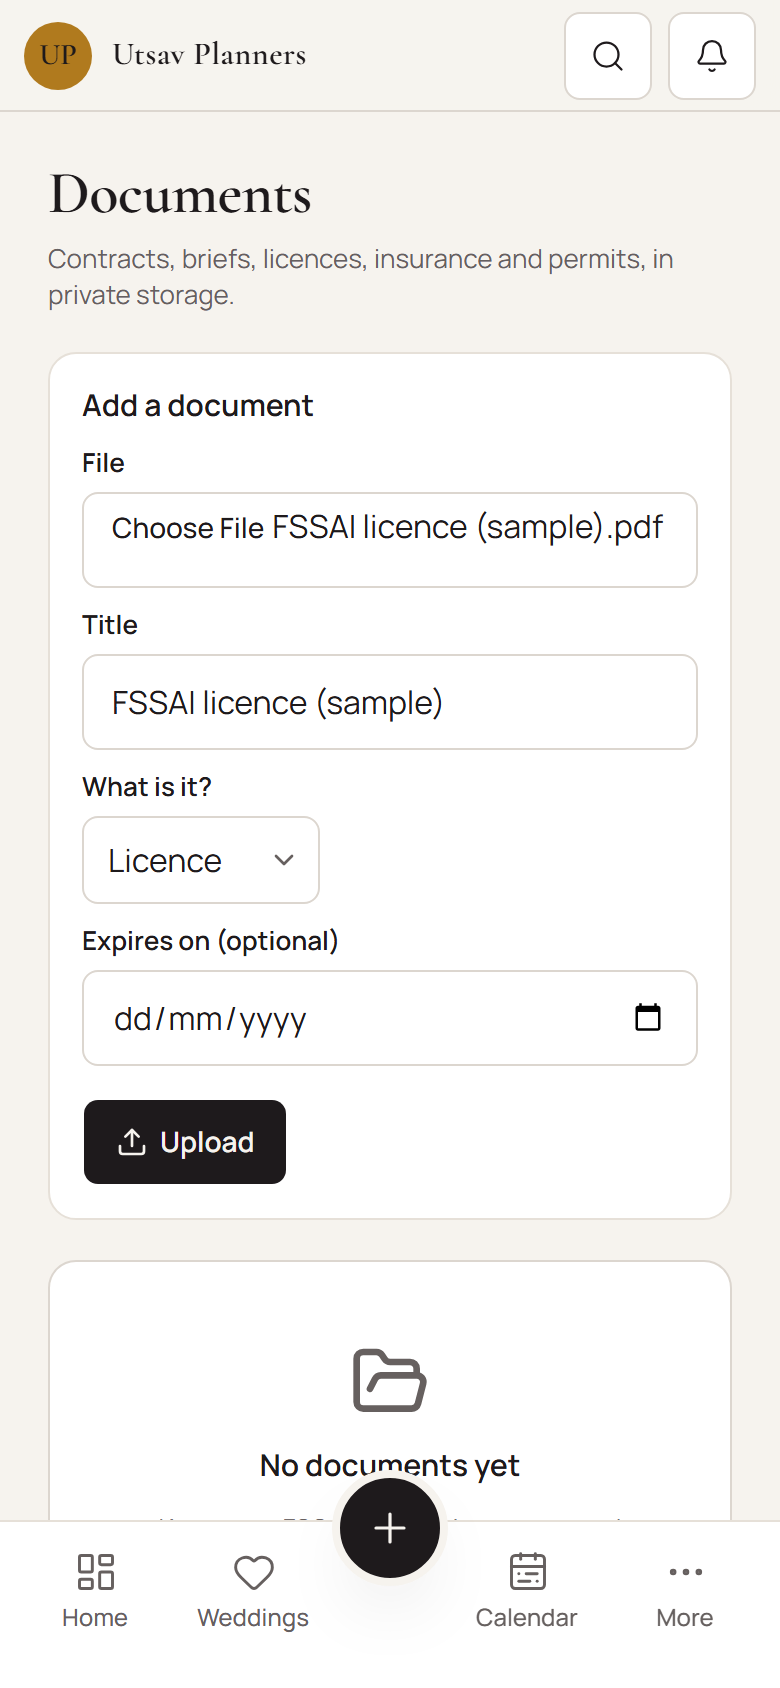 UP Utsav Planners
Documents
Contracts, briefs, licences, insurance and permits, in
private storage.
Add a document
File
Choose File FSSAI licence (sample).pdf
Title
FSSAI licence (sample)
What is it?
Licence
Expires on (optional)
dd/mm/yyyy
Upload
No documents yet
Home Weddings Calendar More